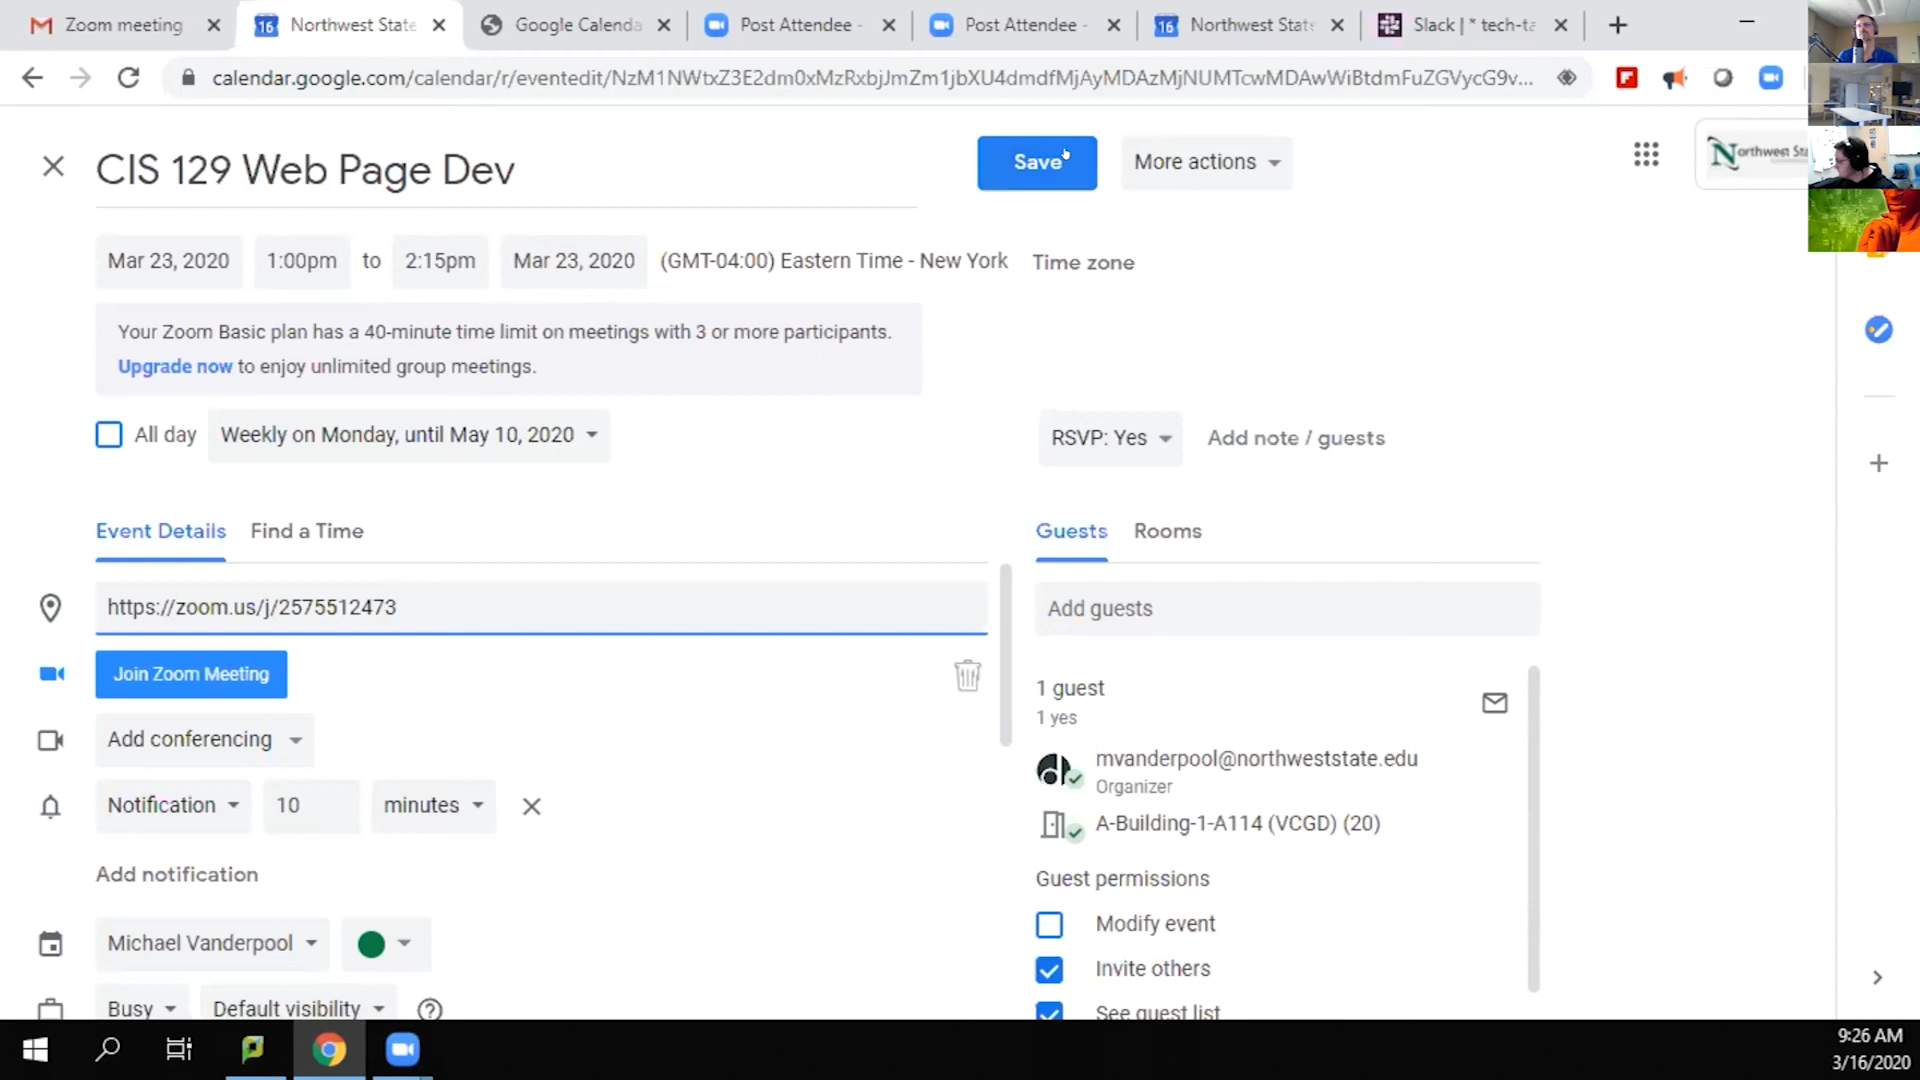 Zoom meeting
Northwest State
Google Calenda
Post Attendee -
Post Attendee -
Northwest Stat
Slack | * tech-ta
calendar.google.com/calendar/r/eventedit/NzM1NWtxZ3E2dm0xMzRxbjJmZm1jbXU4dmdfMjAyMDAzMjNUMTcwMDAwWiBtdmFuZGVycG9v...
CIS 129 Web Page Dev
Save
More actions
Northwest Sta
Mar 23, 2020 1:00pm to 2:15pm Mar 23, 2020 (GMT-04:00) Eastern Time - New York Time zone
Your Zoom Basic plan has a 40-minute time limit on meetings with 3 or more participants.
Upgrade now to enjoy unlimited group meetings.
All day Weekly on Monday, until May 10, 2020
RSVP: Yes Add note / guests
Event Details Find a Time
Guests Rooms
https://zoom.us/j/2575512473
Add guests
Join Zoom Meeting
1 guest
1 yes
Add conferencing
mvanderpool@northweststate.edu
Organizer
Notification 10 minutes
A-Building-1-A114 (VCGD) (20)
Add notification
Guest permissions
Modify event
Michael Vanderpool
Invite others
Busy Default visibility
See guest list
9:26 AM
3/16/2020